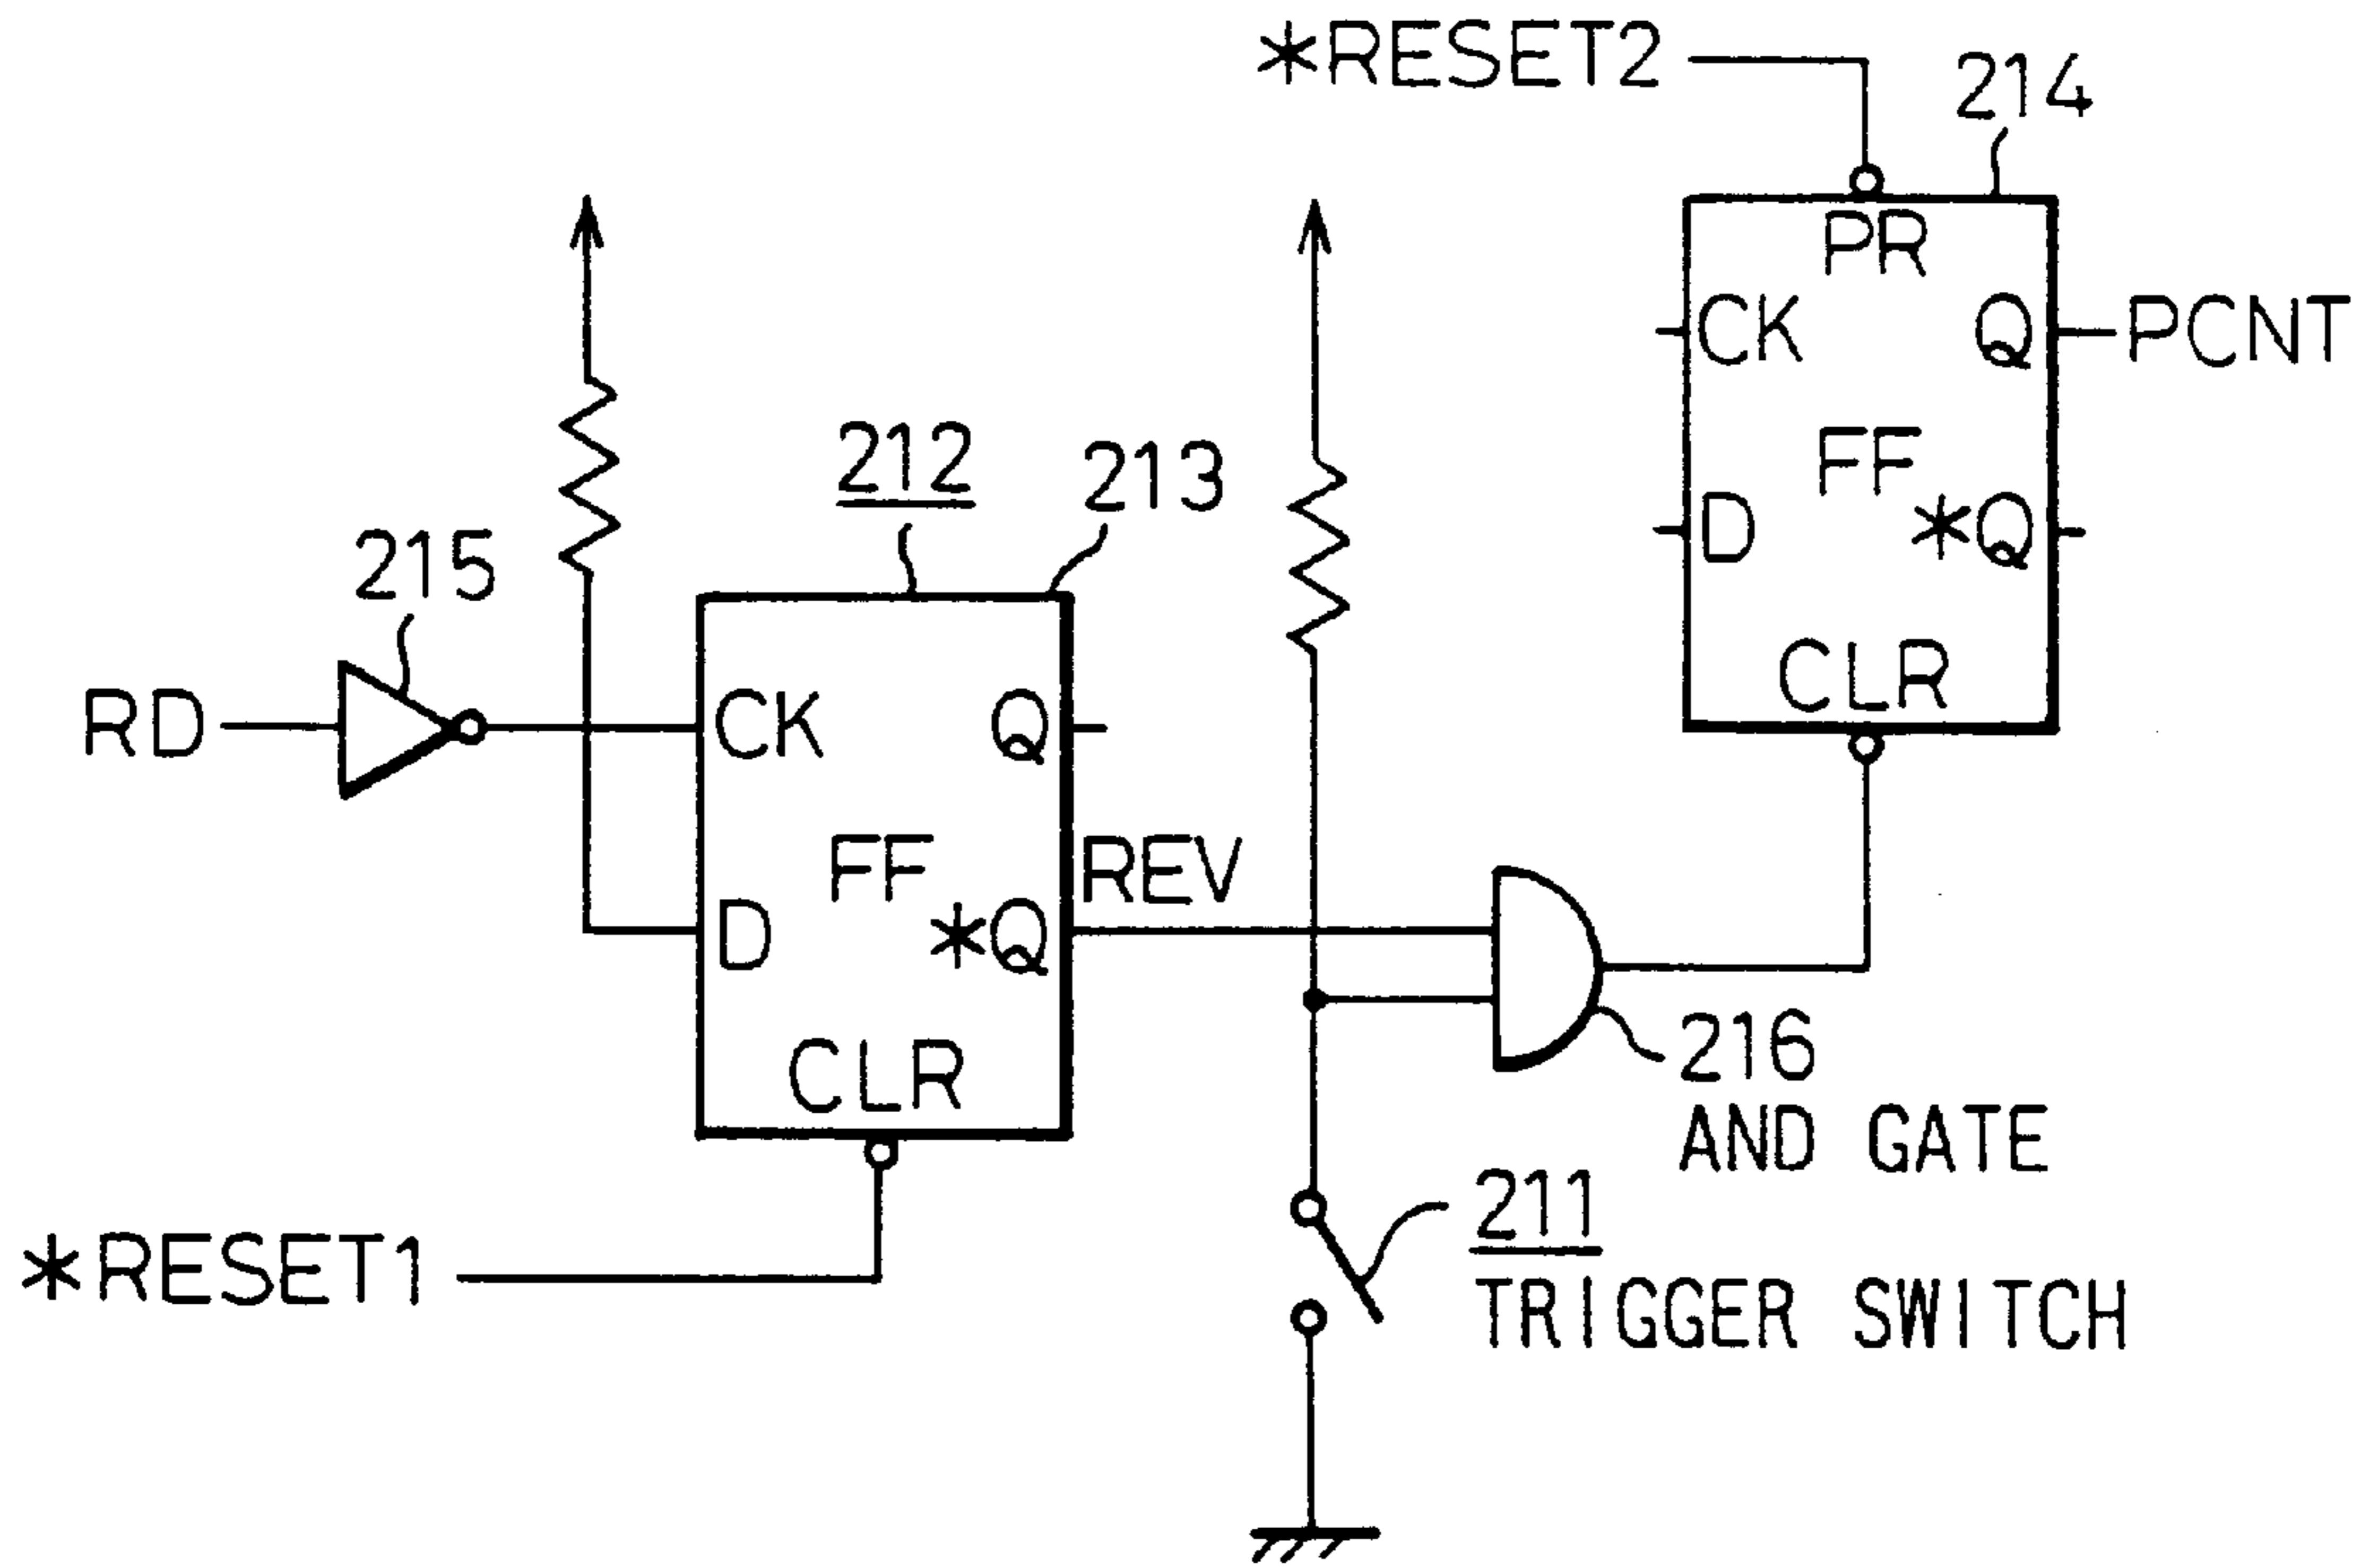 *RESET2
214
PR
CK
Q
PCNT
FF
D
*Q
CLR
212
213
215
RD
CK
Q
FF
REV
D
*Q
CLR
216
AND GATE
*RESET1
211
TRIGGER SWITCH